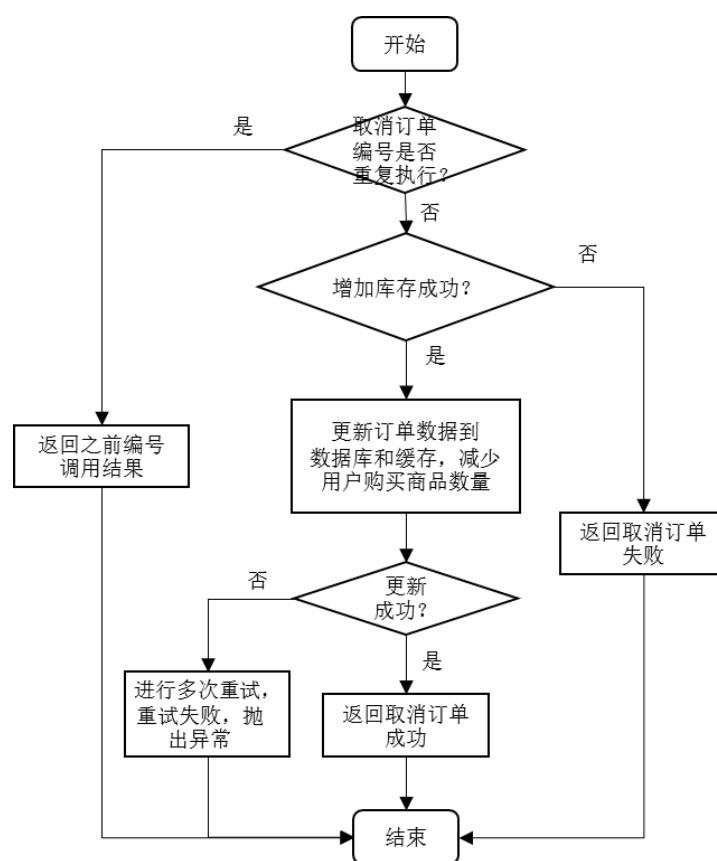 开始
是
取消订单
编号是否
重复执行？
否
否
增加库存成功？
是
返回之前编号
调用结果
更新订单数据到
数据库和缓存，减少
用户购买商品数量
返回取消订单
失败
否
更新
成功？
是
进行多次重试，
重试失败，抛
出异常
返回取消订单
成功
结束